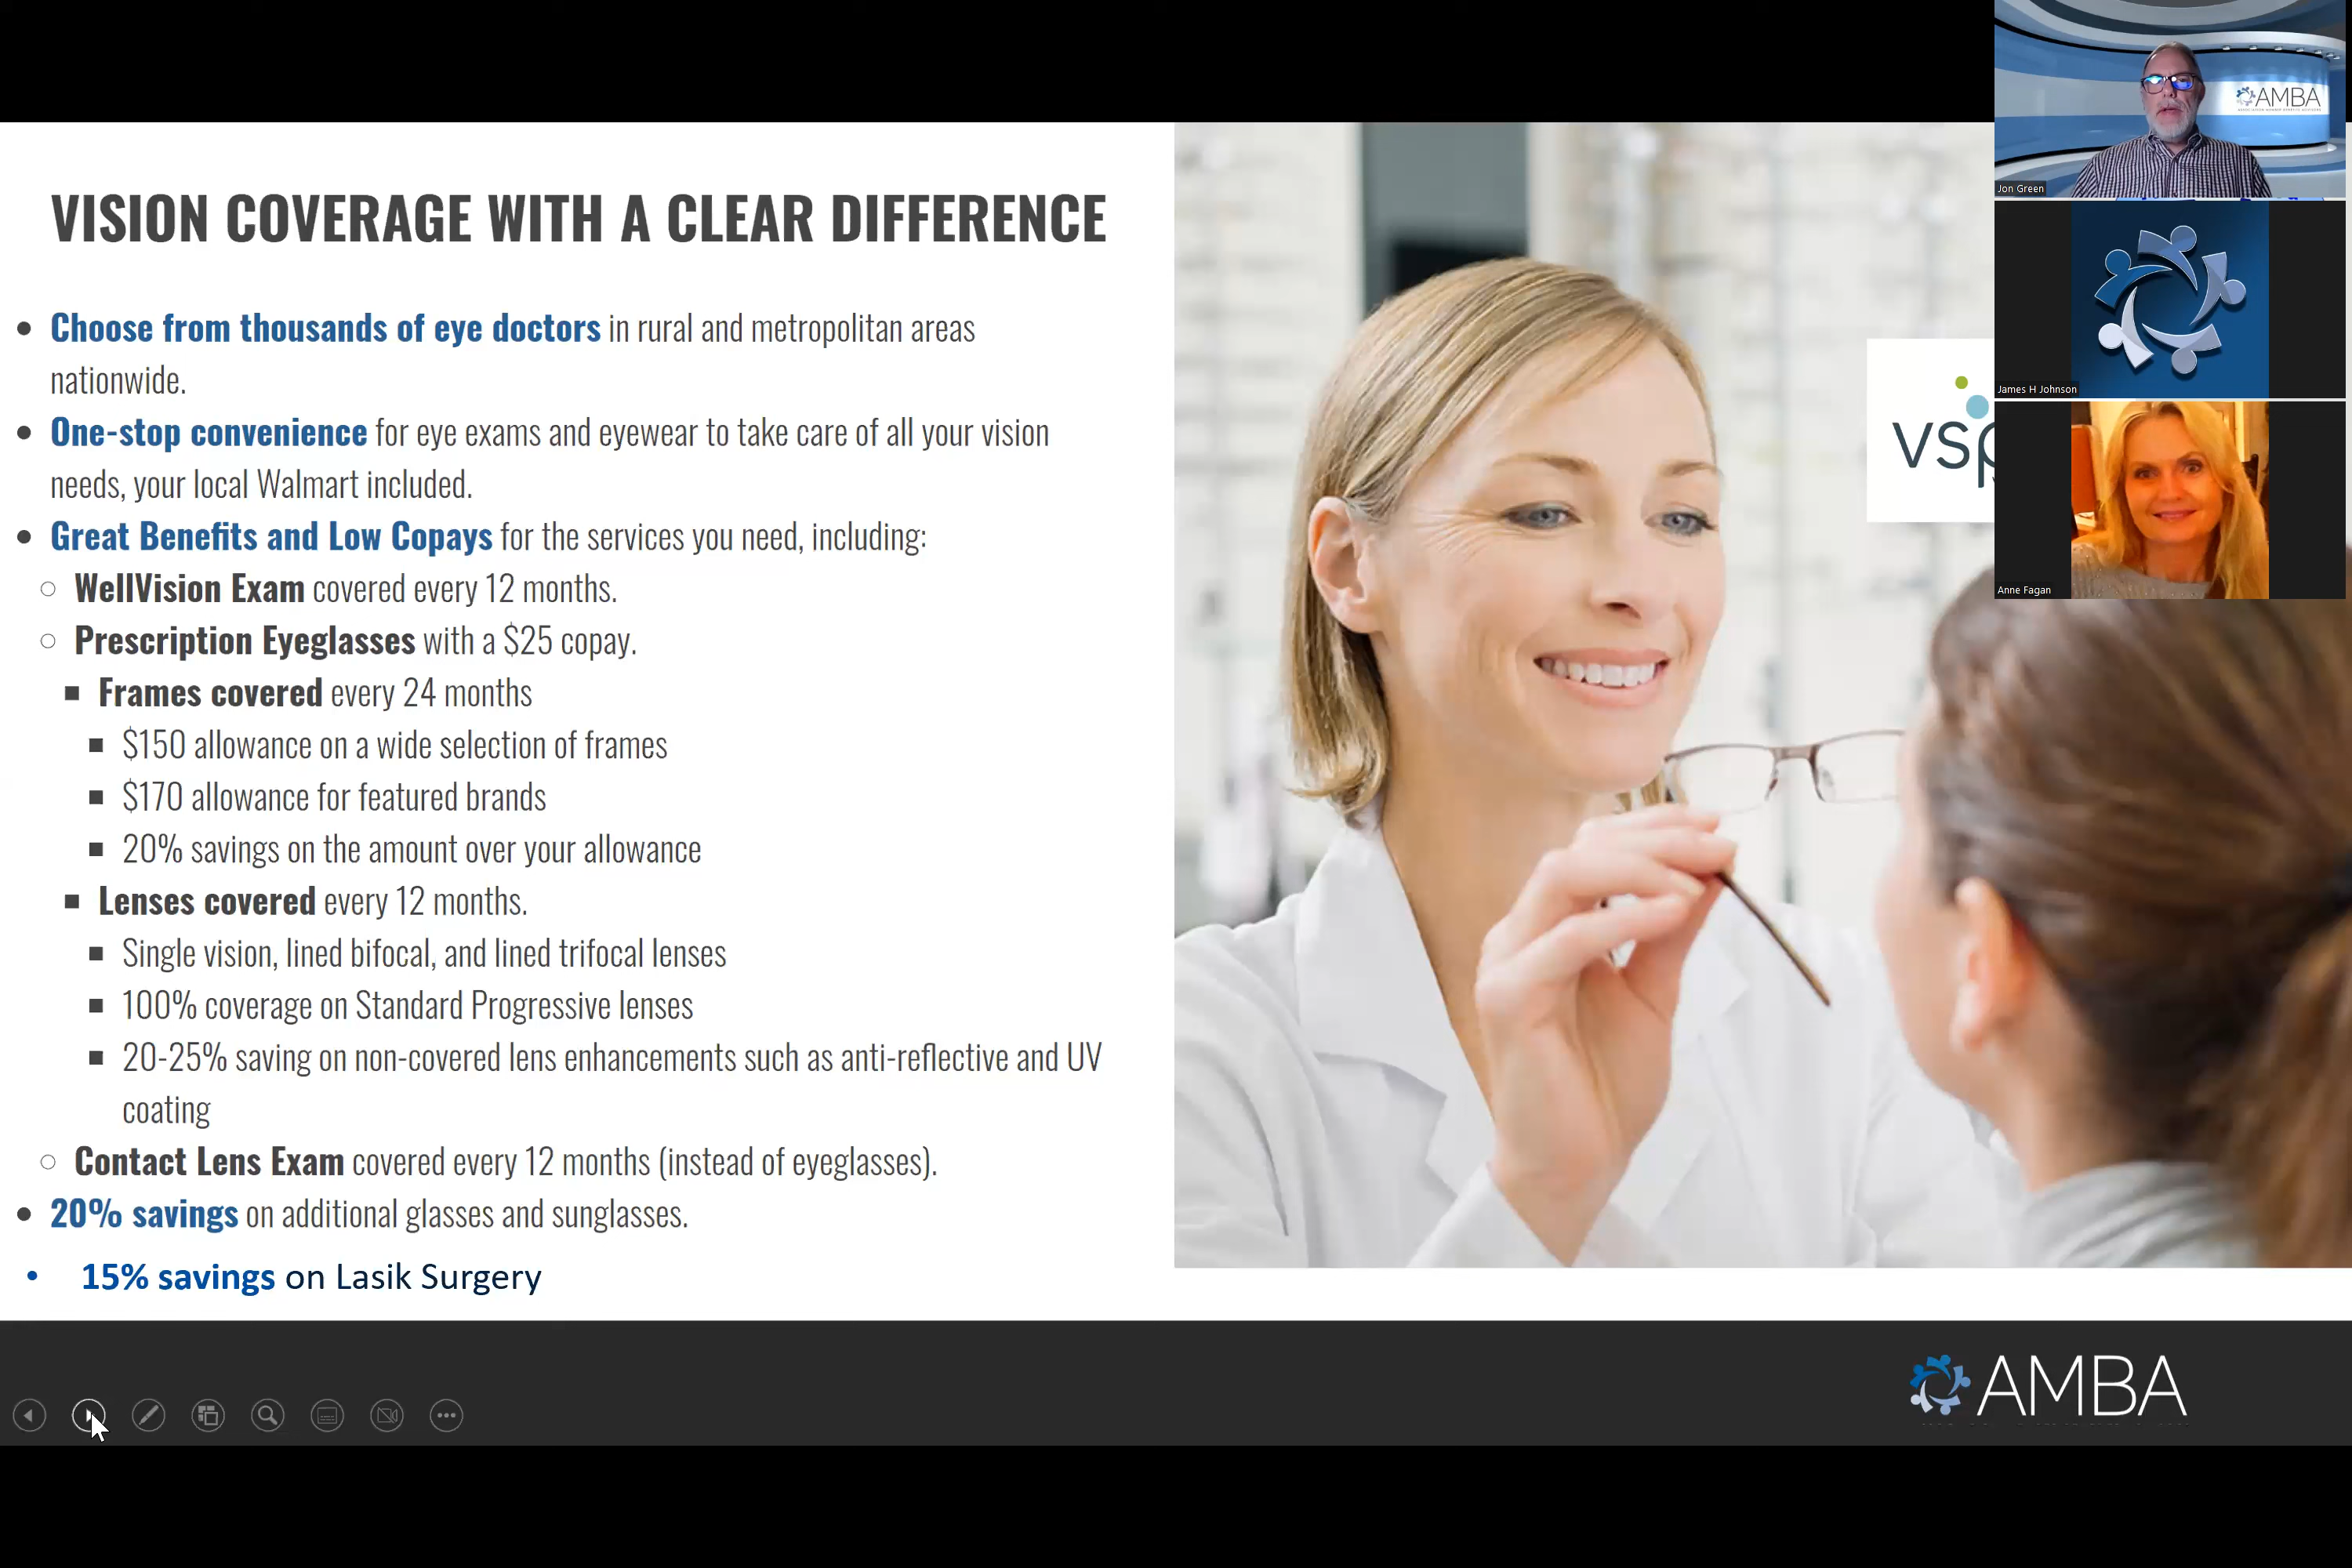 VISION COVERAGE WITH A CLEAR DIFFERENCE
• Choose from thousands of eye doctors in rural and metropolitan areas
nationwide.
• One-stop convenience for eye exams and eyewear to take care of all your vision
needs, your local Walmart included.
• Great Benefits and Low Copays for the services you need, including:
○ WellVision Exam covered every 12 months.
○ Prescription Eyeglasses with a $25 copay.
■ Frames covered every 24 months
■ $150 allowance on a wide selection of frames
■ $170 allowance for featured brands
■ 20% savings on the amount over your allowance
■ Lenses covered every 12 months.
■ Single vision, lined bifocal, and lined trifocal lenses
■ 100% coverage on Standard Progressive lenses
■ 20-25% saving on non-covered lens enhancements such as anti-reflective and UV
coating
○ Contact Lens Exam covered every 12 months (instead of eyeglasses).
• 20% savings on additional glasses and sunglasses.
• 15% savings on Lasik Surgery
vsp
AMBA
Jon Green
James H Johnson
Anne Fagan
AMBA